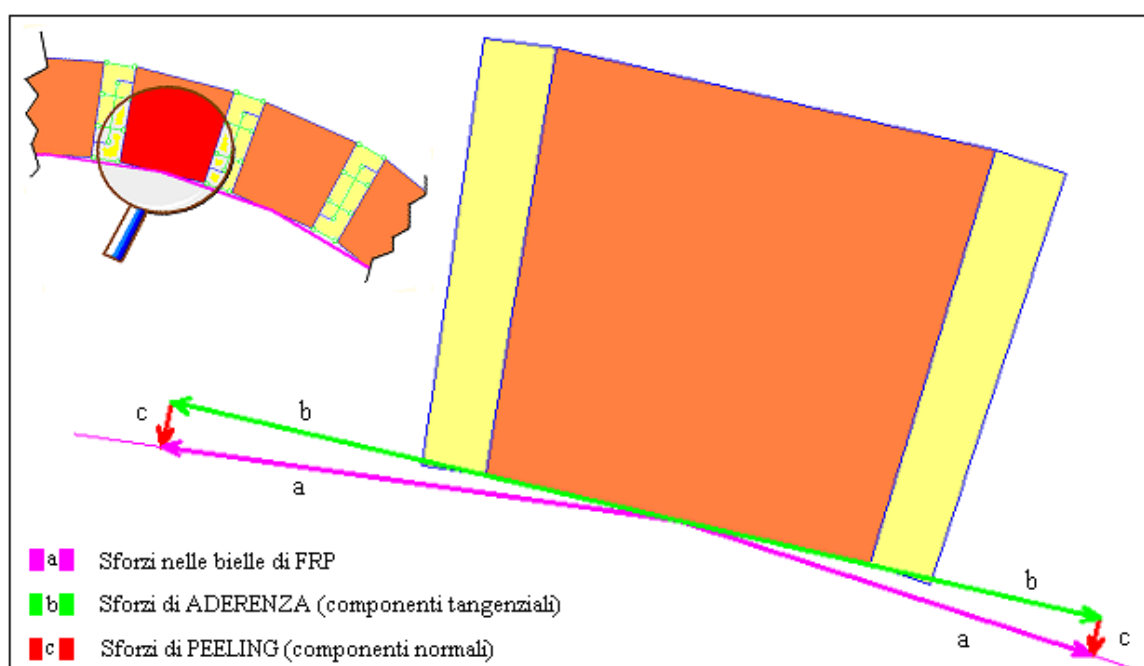 c
b
a
b
a
c
a Sforzi nelle bielle di FRP
b Sforzi di ADERENZA (componenti tangenziali)
c Sforzi di PEELING (componenti normali)